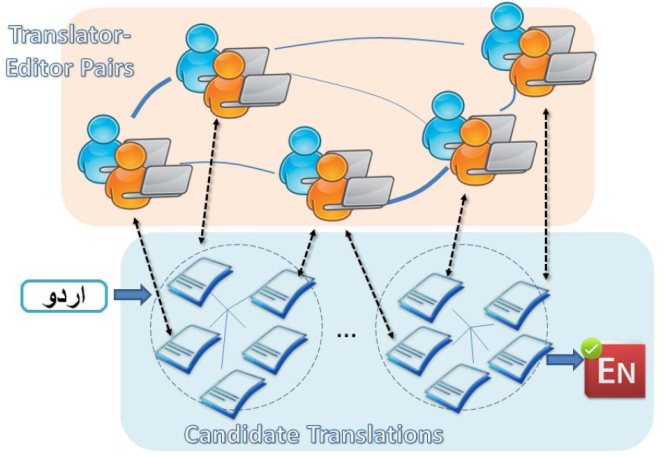 Translator-
Editor Pairs
اردو
...
EN
Candidate Translations